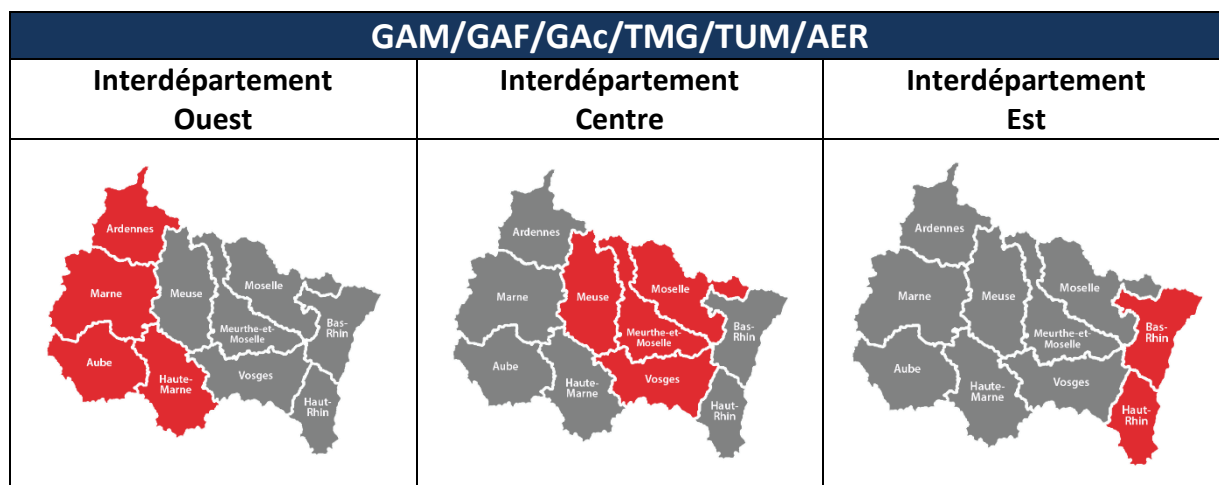 GAM/GAF/GAc/TMG/TUM/AER
Interdépartement
Ouest
Interdépartement
Centre
Interdépartement
Est
Ardennes
Marne
Meuse
Moselle
Meurthe-et-
Moselle
Bas-
Rhin
Aube
Haute-
Marne
Vosges
Haut-
Rhin
Ardennes
Marne
Meuse
Moselle
Meurthe-et-
Moselle
Bas-
Rhin
Aube
Haute-
Marne
Vosges
Haut-
Rhin
Ardennes
Marne
Meuse
Moselle
Meurthe-et-
Moselle
Bas-
Rhin
Aube
Haute-
Marne
Vosges
Haut-
Rhin